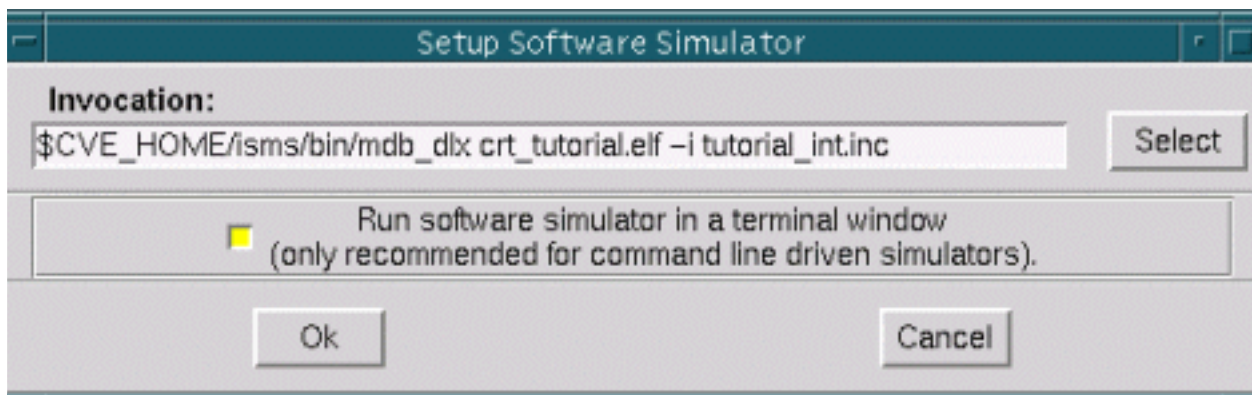 Setup Software Simulator
Invocation:
$CVE_HOME/isms/bin/mdb_dlx crt_tutorial.elf –i tutorial_int.inc
Select
Run software simulator in a terminal window
(only recommended for command line driven simulators).
Ok
Cancel